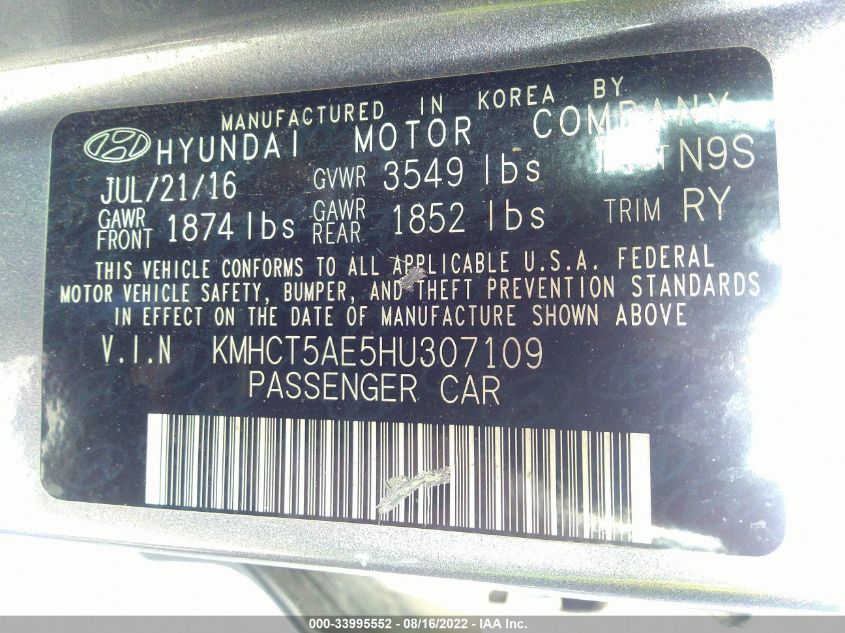 MANUFACTURED IN KOREA BY
HYUNDAI MOTOR COMPANY
JUL/21/16 GVWR 3549 lbs N9S
GAWR FRONT 1874 lbs GAWR REAR 1852 lbs TRIM RY
THIS VEHICLE CONFORMS TO ALL APPLICABLE U.S.A. FEDERAL
MOTOR VEHICLE SAFETY, BUMPER, AND THEFT PREVENTION STANDARDS
IN EFFECT ON THE DATE OF MANUFACTURE SHOWN ABOVE
V.I.N KMHCT5AE5HU307109
PASSENGER CAR
000-33995552 - 08/16/2022 - IAA Inc.